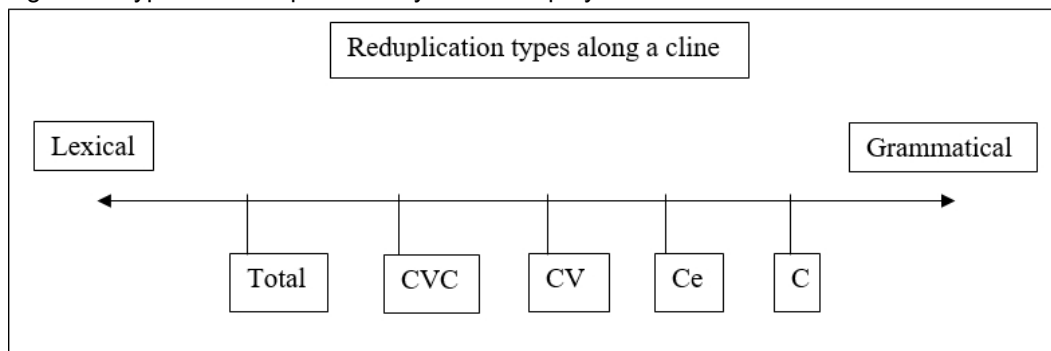 Reduplication types along a cline
Lexical
Grammatical
Total
CVC
CV
Ce
C